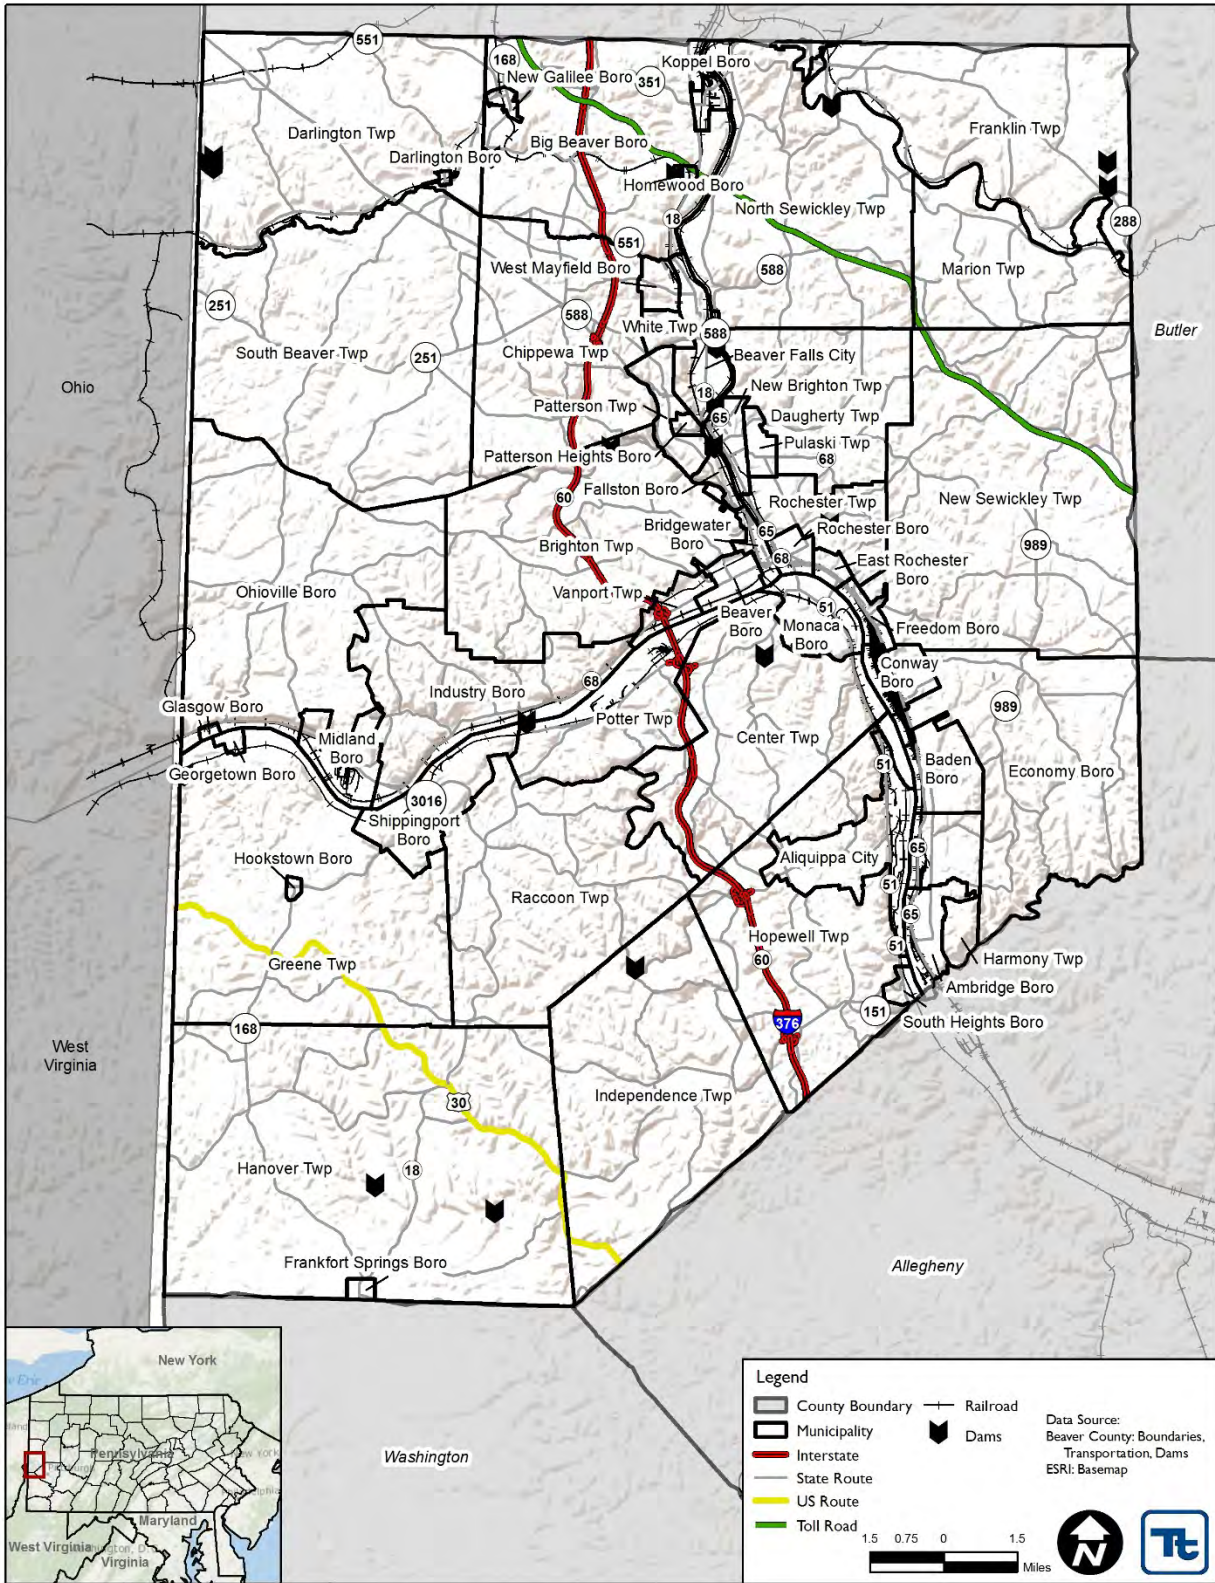 551
168
Koppel Boro
New Galilee Boro
351
Darlington Twp
Franklin Twp
Big Beaver Boro
Darlington Boro
Homewood Boro
North Sewickley Twp
18
288
551
West Mayfield Boro
588
Marion Twp
251
588
White Twp
588
Butler
South Beaver Twp
251
Chippewa Twp
Beaver Falls City
Ohio
18
New Brighton Twp
Patterson Twp
65
Daugherty Twp
Pulaski Twp
Patterson Heights Boro
68
Fallston Boro
60
Rochester Twp
New Sewickley Twp
Bridgewater
Boro
65
Rochester Boro
Brighton Twp
68
989
East Rochester
Boro
Ohioville Boro
Vanport Twp
Beaver
Boro
51
Monaca
Boro
Freedom Boro
68
Conway
Boro
Industry Boro
Glasgow Boro
Potter Twp
989
Midland
Boro
Center Twp
Georgetown Boro
51
Baden
Boro
Economy Boro
3016
Shippingport
Boro
65
Hookstown Boro
Aliquippa City
51
Raccoon Twp
65
Hopewell Twp
51
Greene Twp
60
Harmony Twp
Ambridge Boro
151
South Heights Boro
168
376
West
Virginia
Independence Twp
30
Hanover Twp
18
Frankfort Springs Boro
Allegheny
Washington
New York
Pennsylvania
Maryland
West Virginia
Virginia
Legend
County Boundary
Railroad
Municipality
Dams
Interstate
State Route
US Route
Toll Road
Data Source:
Beaver County: Boundaries,
Transportation, Dams
ESRI: Basemap
1.5 0.75 0 1.5
Miles
N
Tt